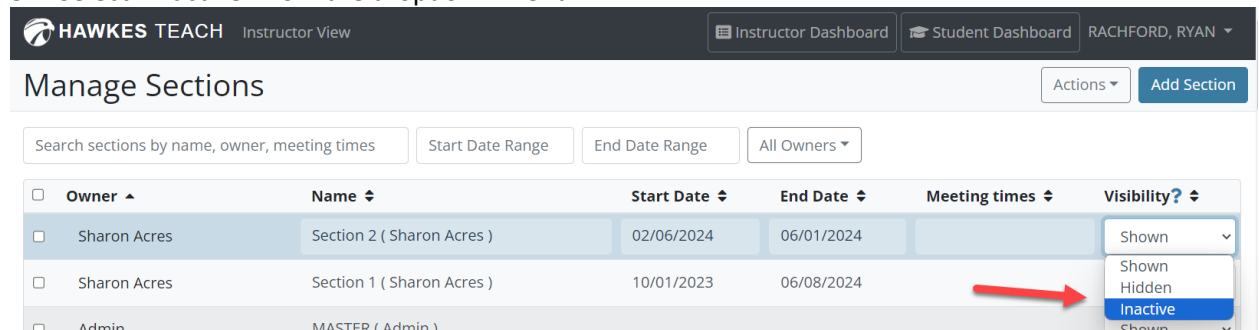 HAWKES TEACH Instructor View Instructor Dashboard Student Dashboard RACHFORD, RYAN
Manage Sections Actions Add Section
Search sections by name, owner, meeting times Start Date Range End Date Range All Owners
Owner Name Start Date End Date Meeting times Visibility?
Sharon Acres Section 2 ( Sharon Acres ) 02/06/2024 06/01/2024 Shown
Shown
Sharon Acres Section 1 ( Sharon Acres ) 10/01/2023 06/08/2024 Hidden
Inactive
Admin MASTER ( Admin ) Shown